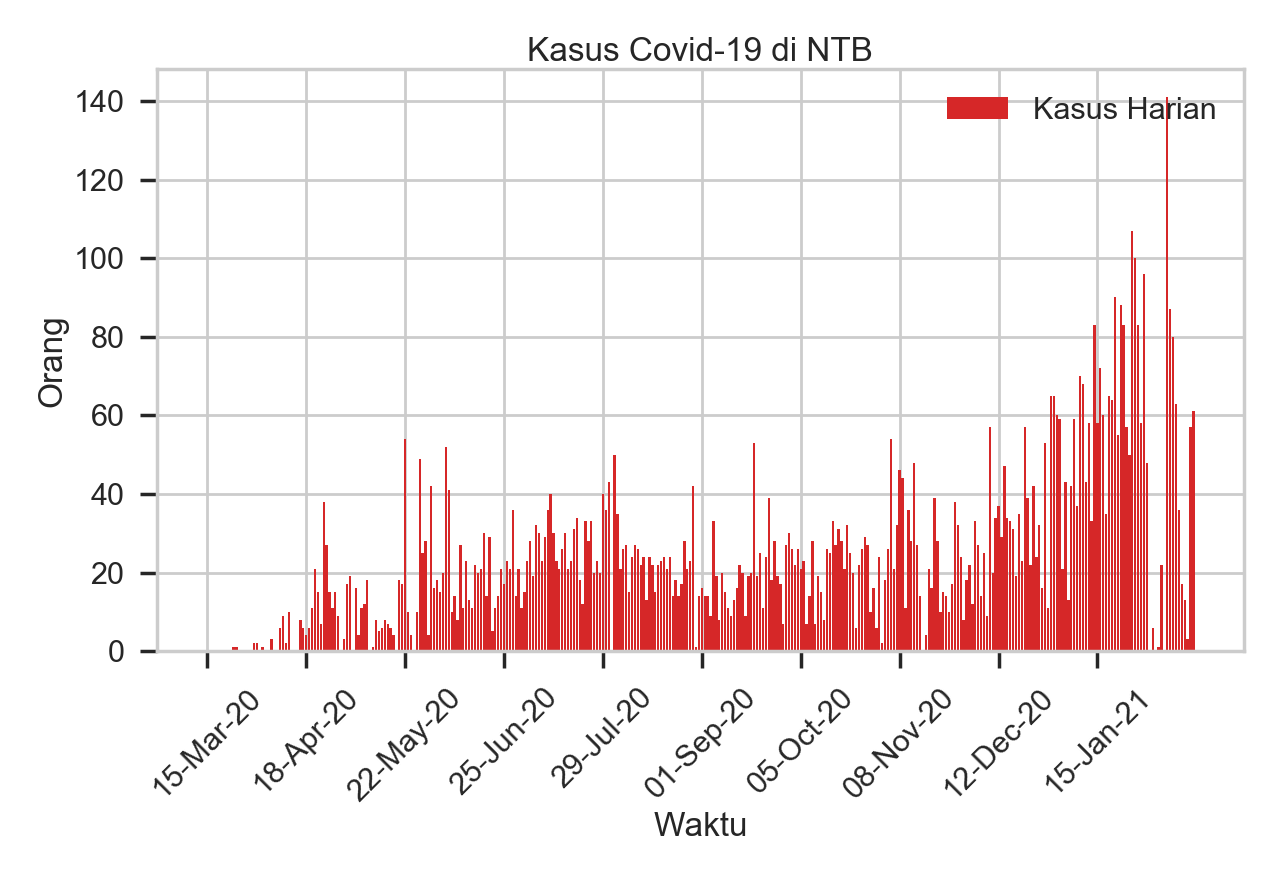 Kasus Covid-19 di NTB
Kasus Harian
140
120
100
80
60
40
20
0
Orang
15-Mar-20
18-Apr-20
22-May-20
25-Jun-20
29-Jul-20
01-Sep-20
05-Oct-20
08-Nov-20
12-Dec-20
15-Jan-21
Waktu